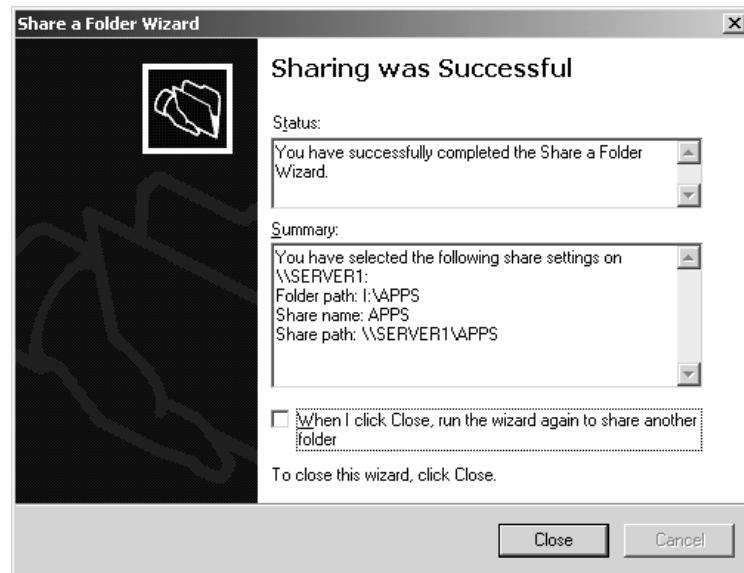 Share a Folder Wizard
Sharing was Successful
Status:
You have successfully completed the Share a Folder
Wizard.
Summary:
You have selected the following share settings on
\\SERVER1:
Folder path: I:\APPS
Share name: APPS
Share path: \\SERVER1\APPS
When I click Close, run the wizard again to share another
folder
To close this wizard, click Close.
Close
Cancel